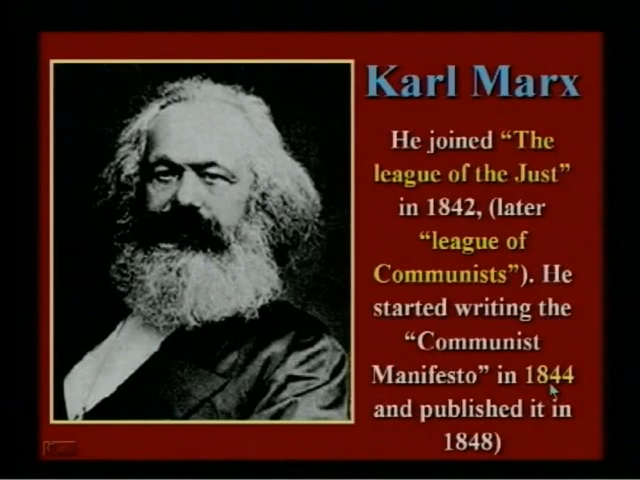 Karl Marx
He joined “The
league of the Just”
in 1842, (later
“league of
Communists”). He
started writing the
“Communist
Manifesto” in 1844
and published it in
1848)